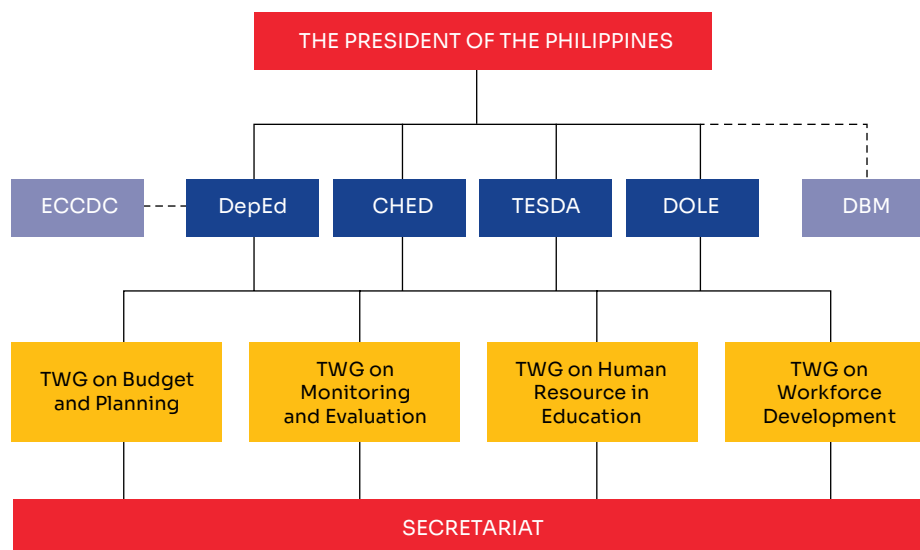 THE PRESIDENT OF THE PHILIPPINES
ECCDC
DepEd
CHED
TESDA
DOLE
DBM
TWG on Budget
and Planning
TWG on
Monitoring
and Evaluation
TWG on Human
Resource in
Education
TWG on
Workforce
Development
SECRETARIAT